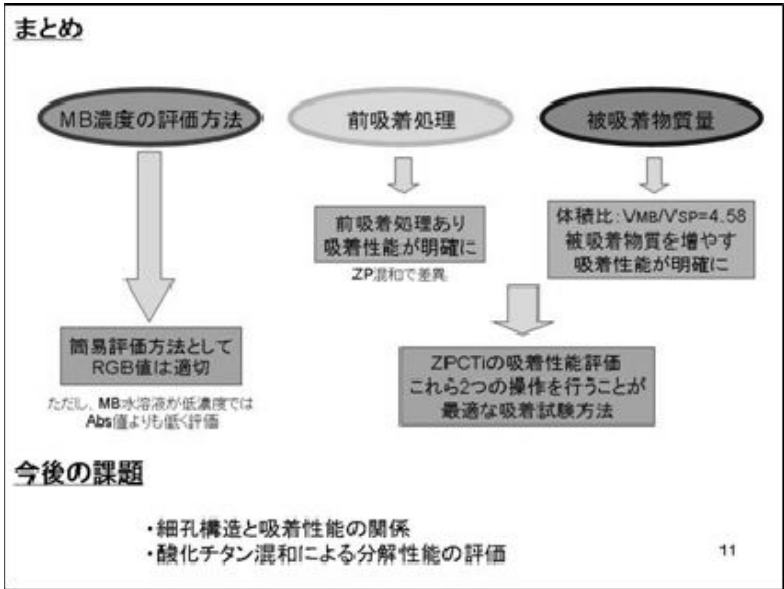 まとめ
MB濃度の評価方法
前吸着処理
被吸着物質量
前吸着処理あり
吸着性能が明確に
ZP混和で差異
体積比:VMB/VSP=4.58
被吸着物質を増やす
吸着性能が明確に
簡易評価方法として
RGB値は適切
ただし、MB水溶液が低濃度では
Abs値よりも低く評価
ZPCTiの吸着性能評価
これら2つの操作を行うことが
最適な吸着試験方法
今後の課題
・細孔構造と吸着性能の関係
・酸化チタン混和による分解性能の評価
11